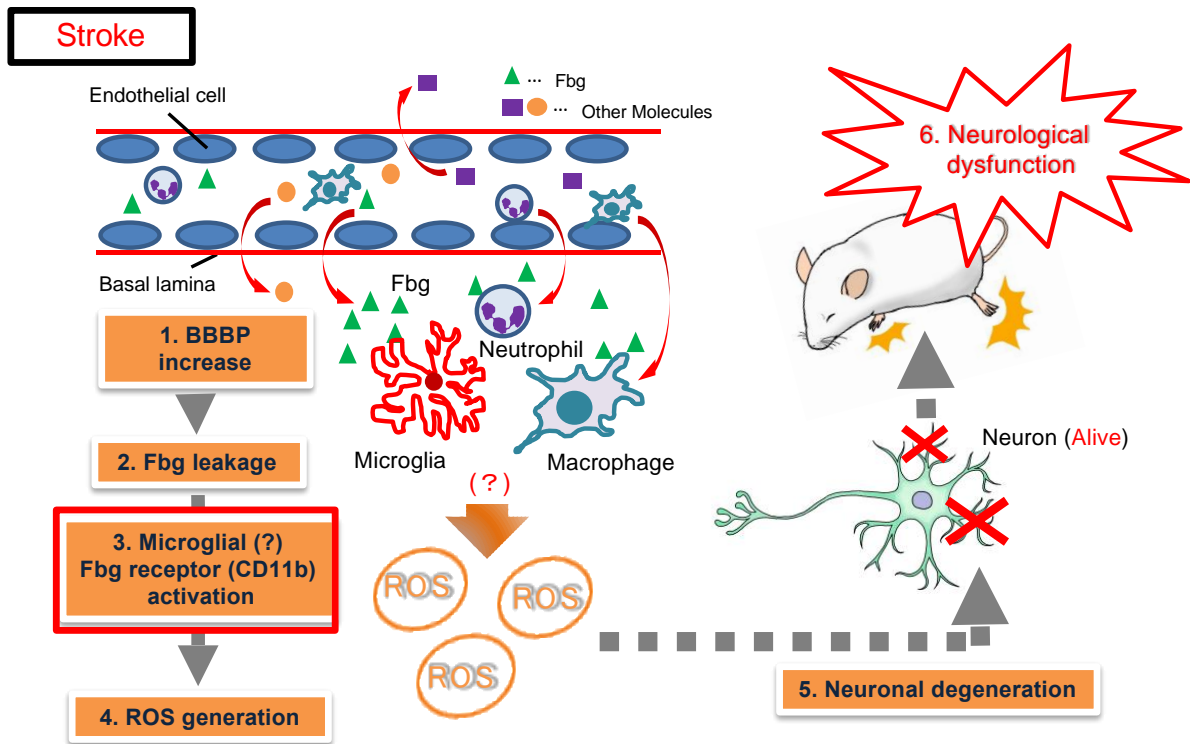 Stroke
Endothelial cell
… Fbg
… Other Molecules
Basal lamina
Fbg
Neutrophil
Microglia
Macrophage
1. BBBP
increase
2. Fbg leakage
3. Microglial (?)
Fbg receptor (CD11b)
activation
4. ROS generation
(?)
ROS
ROS
ROS
5. Neuronal degeneration
Neuron (Alive)
6. Neurological
dysfunction